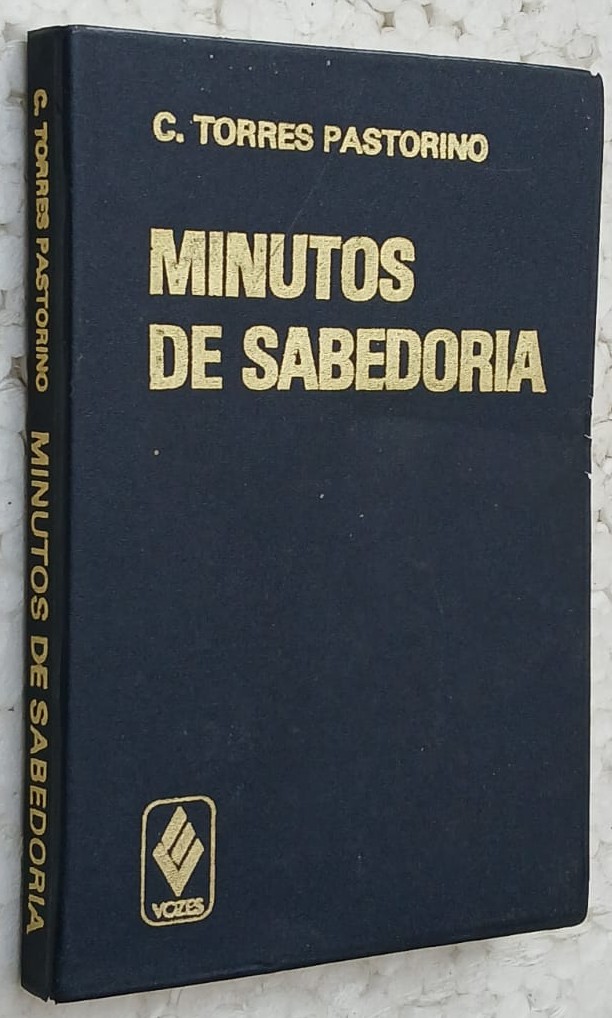 C. TORRES PASTORINO
MINUTOS
DE SABEDORIA
VOZES
C. TORRES PASTORINO MINUTOS DE SABEDORIA